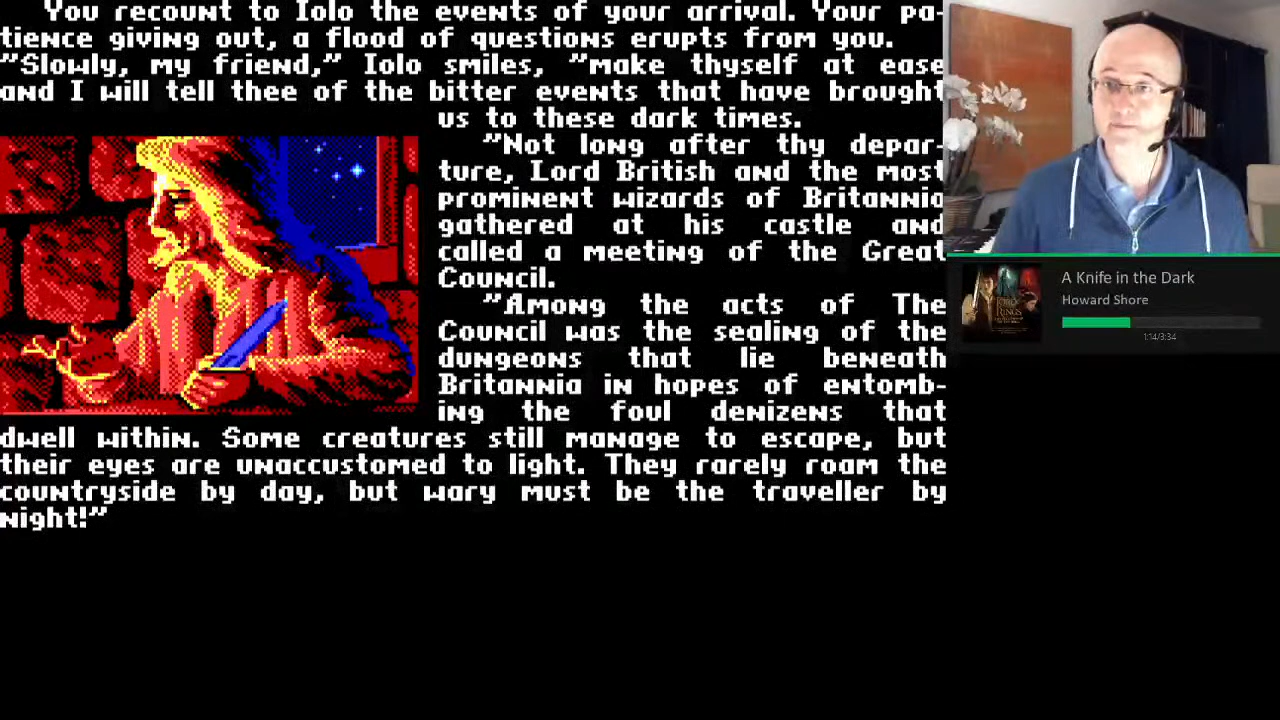 You recount to Iolo the events of your arrival. Your pa-
tience giving out, a flood of questions erupts from you.
"Slowly, my friend," Iolo smiles, "make thyself at ease
and I will tell thee of the bitter events that have brought
us to these dark times.
"Not long after thy depar-
ture, Lord British and the most
prominent wizards of Britannia
gathered at his castle and
called a meeting of the Great
Council.
"Among the acts of The
Council was the sealing of the
dungeons that lie beneath
Britannia in hopes of entomb-
ing the foul denizens that
dwell within. Some creatures still manage to escape, but
their eyes are unaccustomed to light. They rarely roam the
countryside by day, but wary must be the traveller by
night!"
A Knife in the Dark
Howard Shore
1:14/3:34